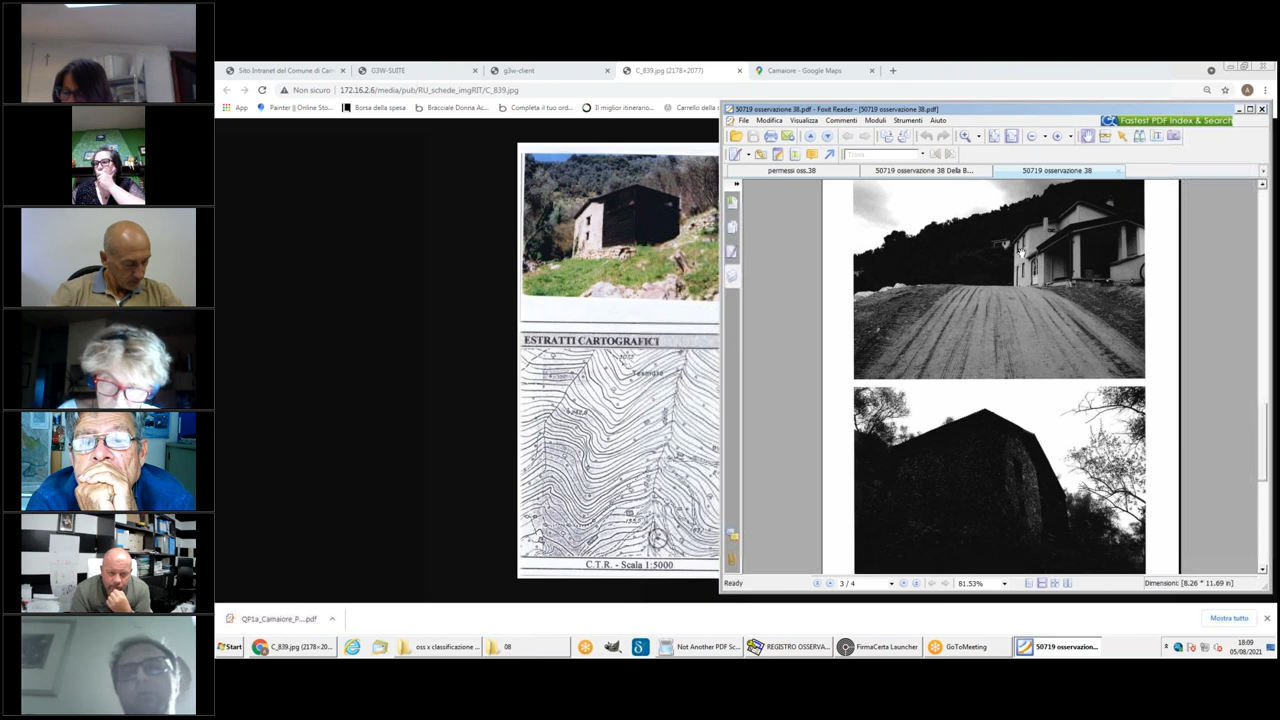 Sito Intranet del Comune di Cam
G3W-SUITE
g3w-client
C_839.jpg (2178×2077)
Camaiore - Google Maps
Non sicuro
172.16.2.6/media/pub/RU_schede_imgRIT/C_839.jpg
App
Painter || Online Sto...
Borsa della spesa
Bracciale Donna Ac...
Completa il tuo ord...
Il miglior itinerario...
Carrello della s
50719 osservazione 38.pdf - Foxit Reader - [50719 osservazione 38.pdf]
File Modifica Visualizza Commenti Moduli Strumenti Aiuto
Fastest PDF Index & Search
Trova
permessi oss.38
50719 osservazione 38 Della B...
50719 osservazione 38
ESTRATTI CARTOGRAFICI
C.T.R. - Scala 1:5000
Ready
3 / 4
81.53%
Dimensioni: [8.26 * 11.69 in]
QP1a_Camaiore_P....pdf
Mostra tutto
Start
C_839.jpg (2178×20...
oss x classificazione ...
08
Not Another PDF Sc...
REGISTRO OSSERVA...
FirmaCerta Launcher
GoToMeeting
50719 osservazion...
18:09
05/08/2021